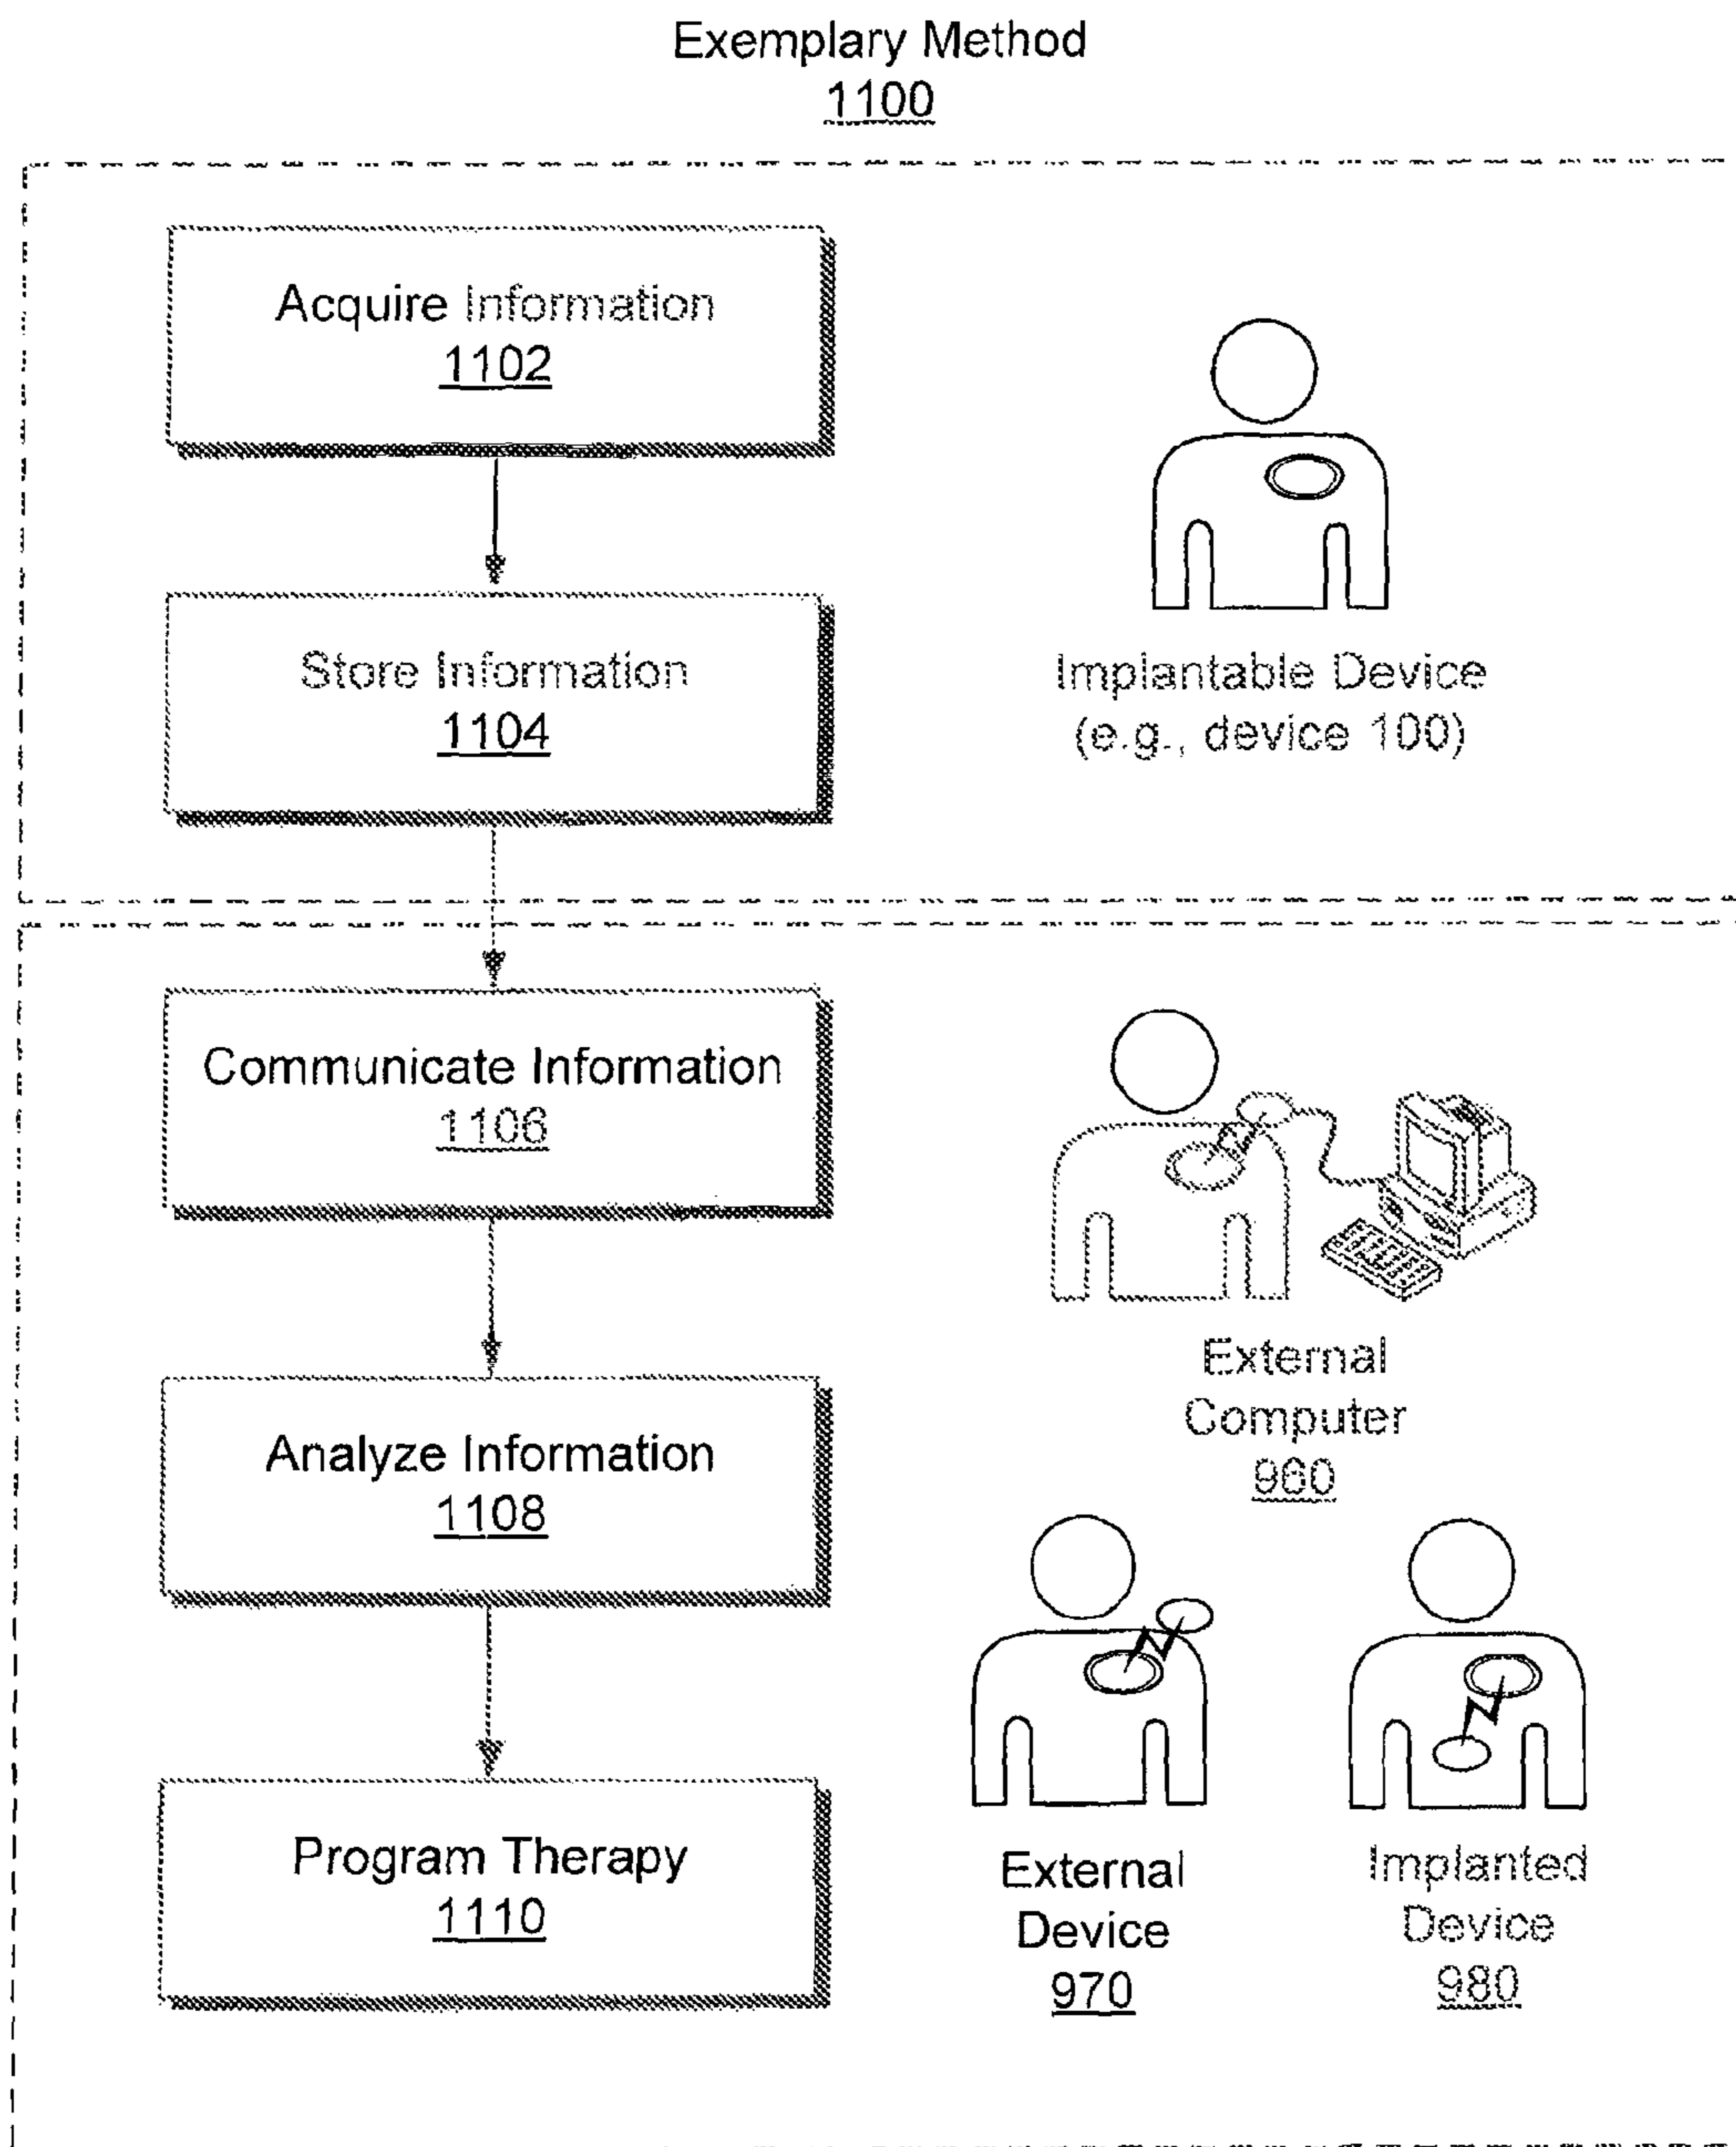 Exemplary Method
1100
Acquire Information
1102
Store Information
1104
Implantable Device
(e.g., device 100)
Communicate Information
1106
External
Computer
960
Analyze Information
1108
Program Therapy
1110
External
Device
970
Implanted
Device
980